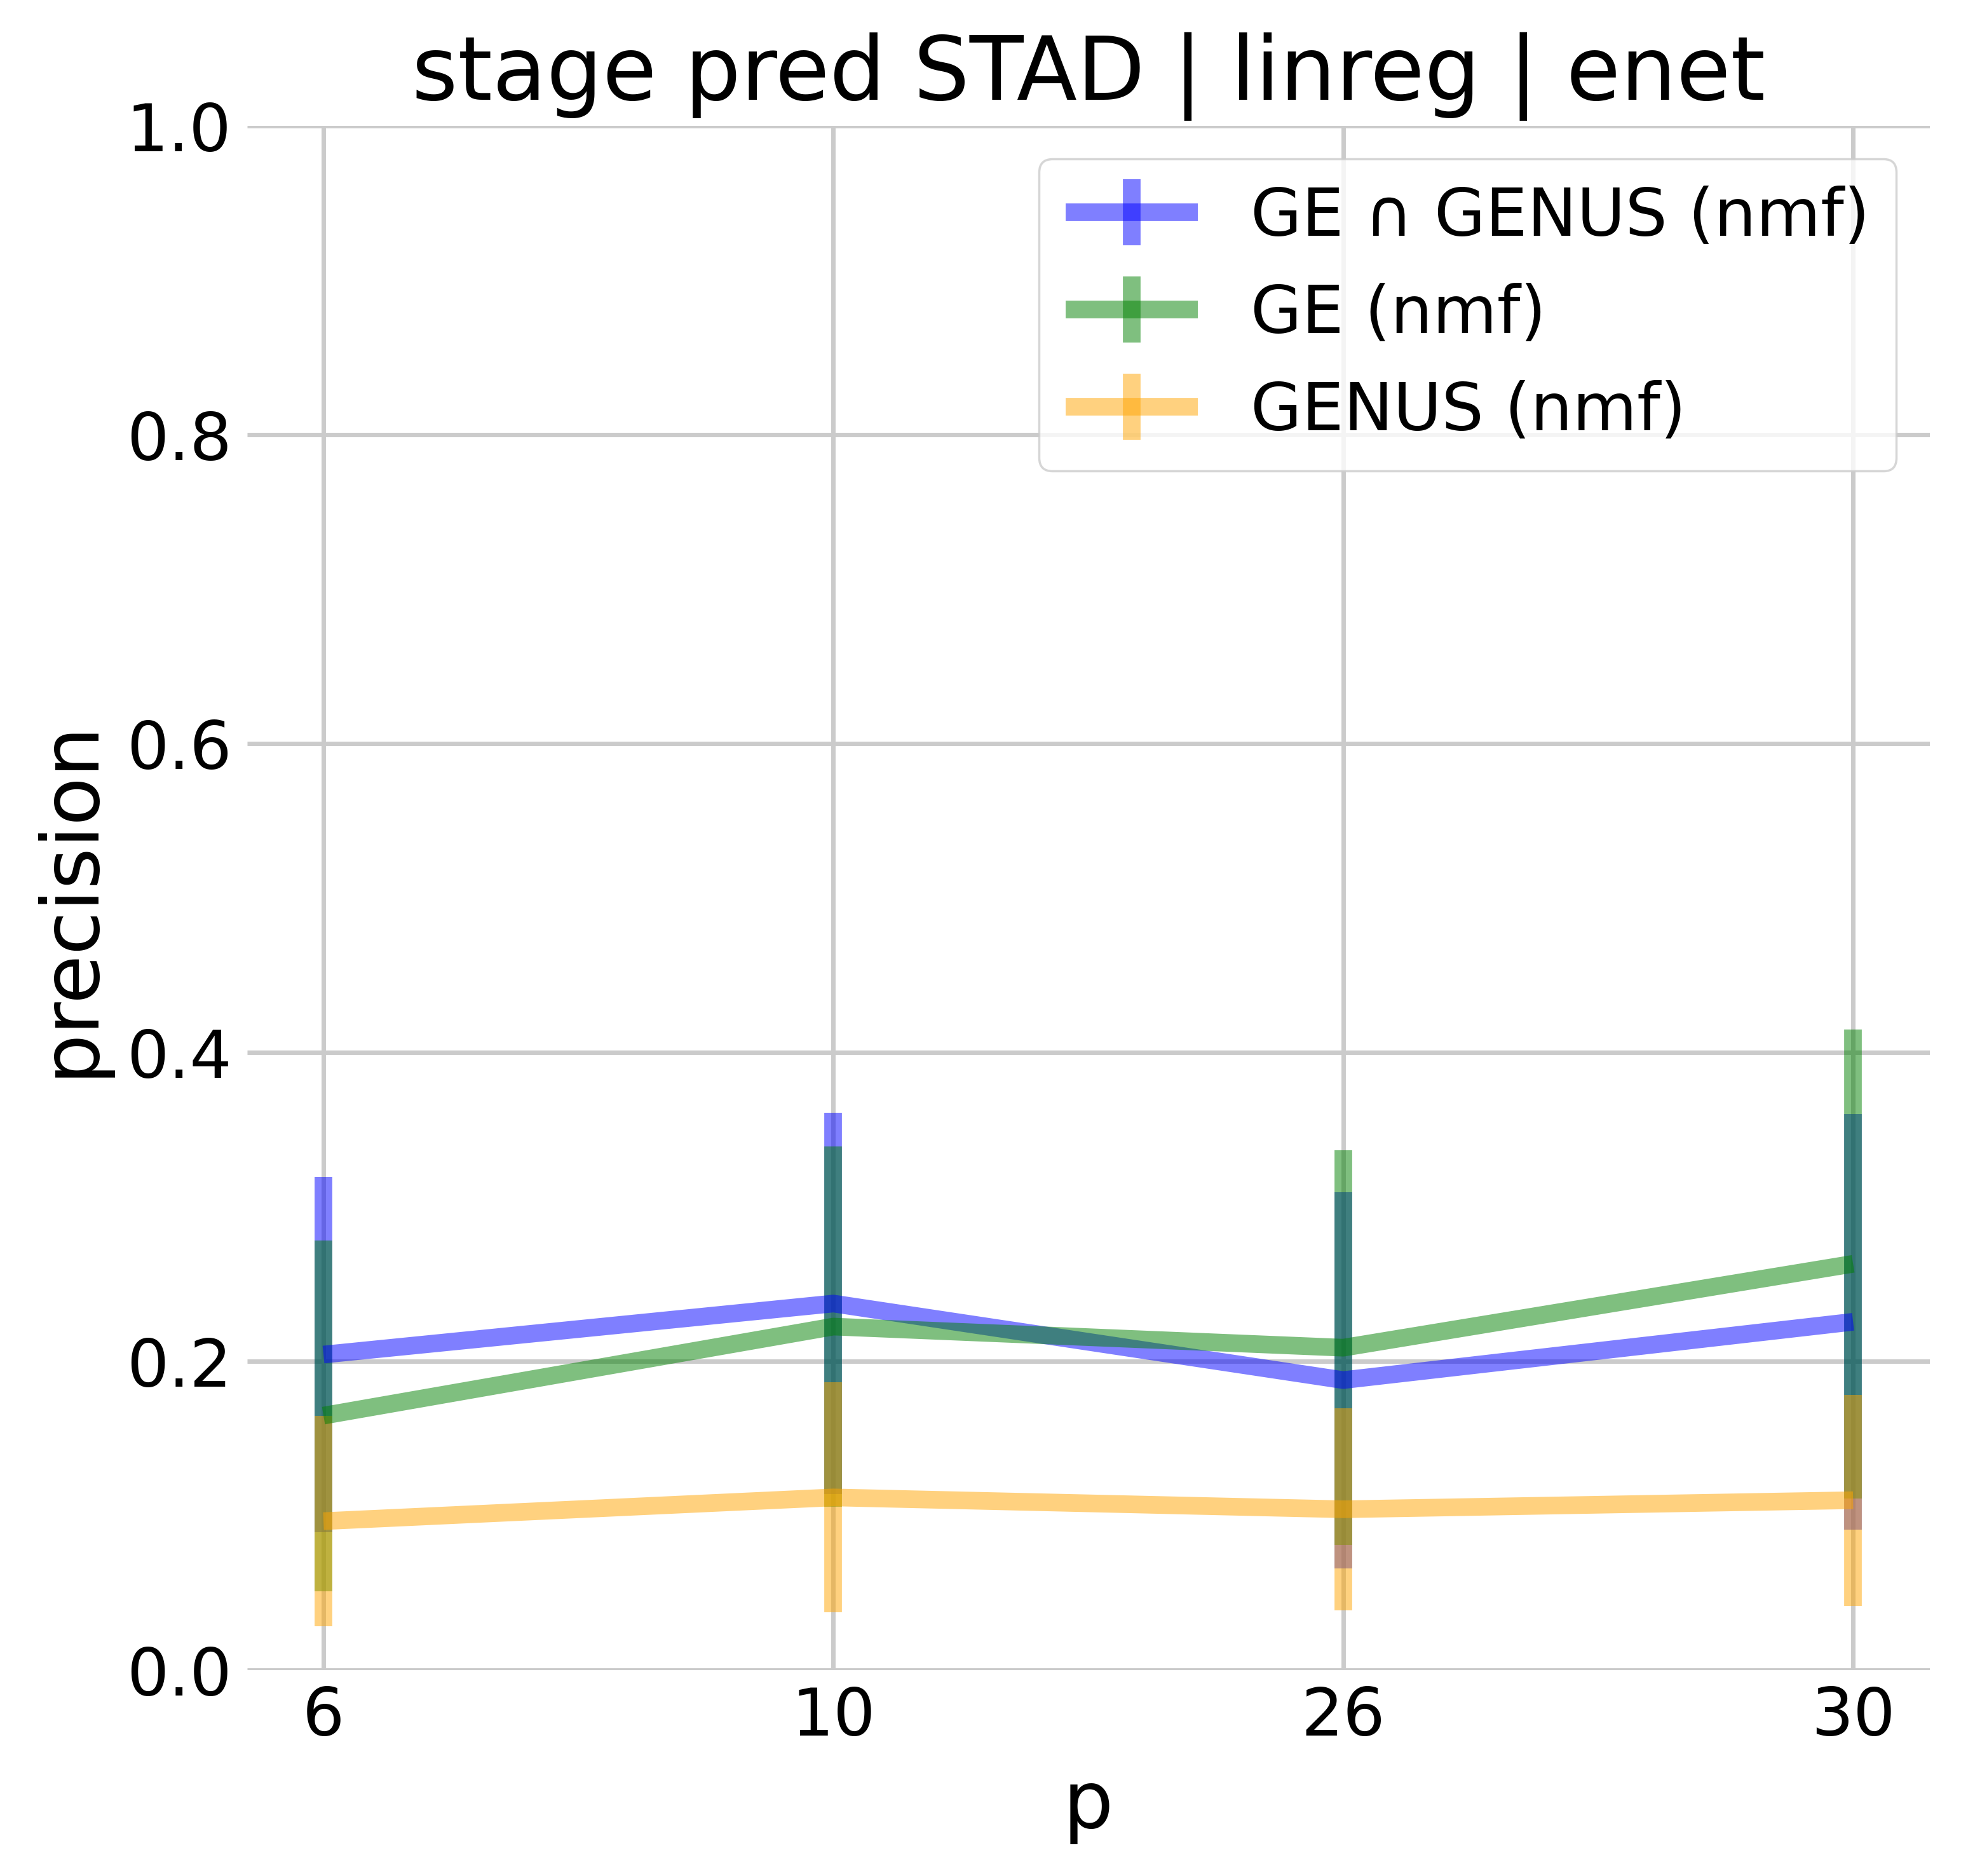 stage pred STAD | linreg | enet
GE ∩ GENUS (nmf)
GE (nmf)
GENUS (nmf)
precision
1.0
0.8
0.6
0.4
0.2
0.0
6 10 26 30
p